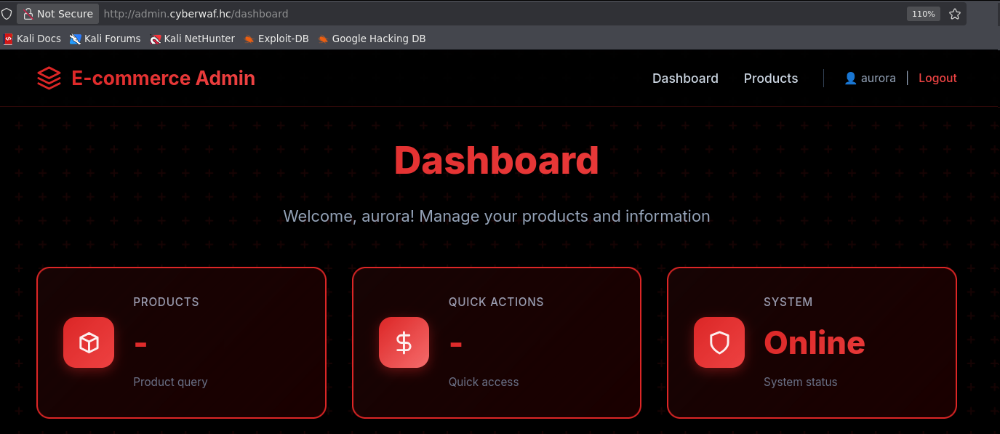 Not Secure http://admin.cyberwaf.hc/dashboard 110%
Kali Docs Kali Forums Kali NetHunter Exploit-DB Google Hacking DB
E-commerce Admin Dashboard Products aurora | Logout
Dashboard
Welcome, aurora! Manage your products and information
PRODUCTS
-
Product query
QUICK ACTIONS
-
Quick access
SYSTEM
Online
System status